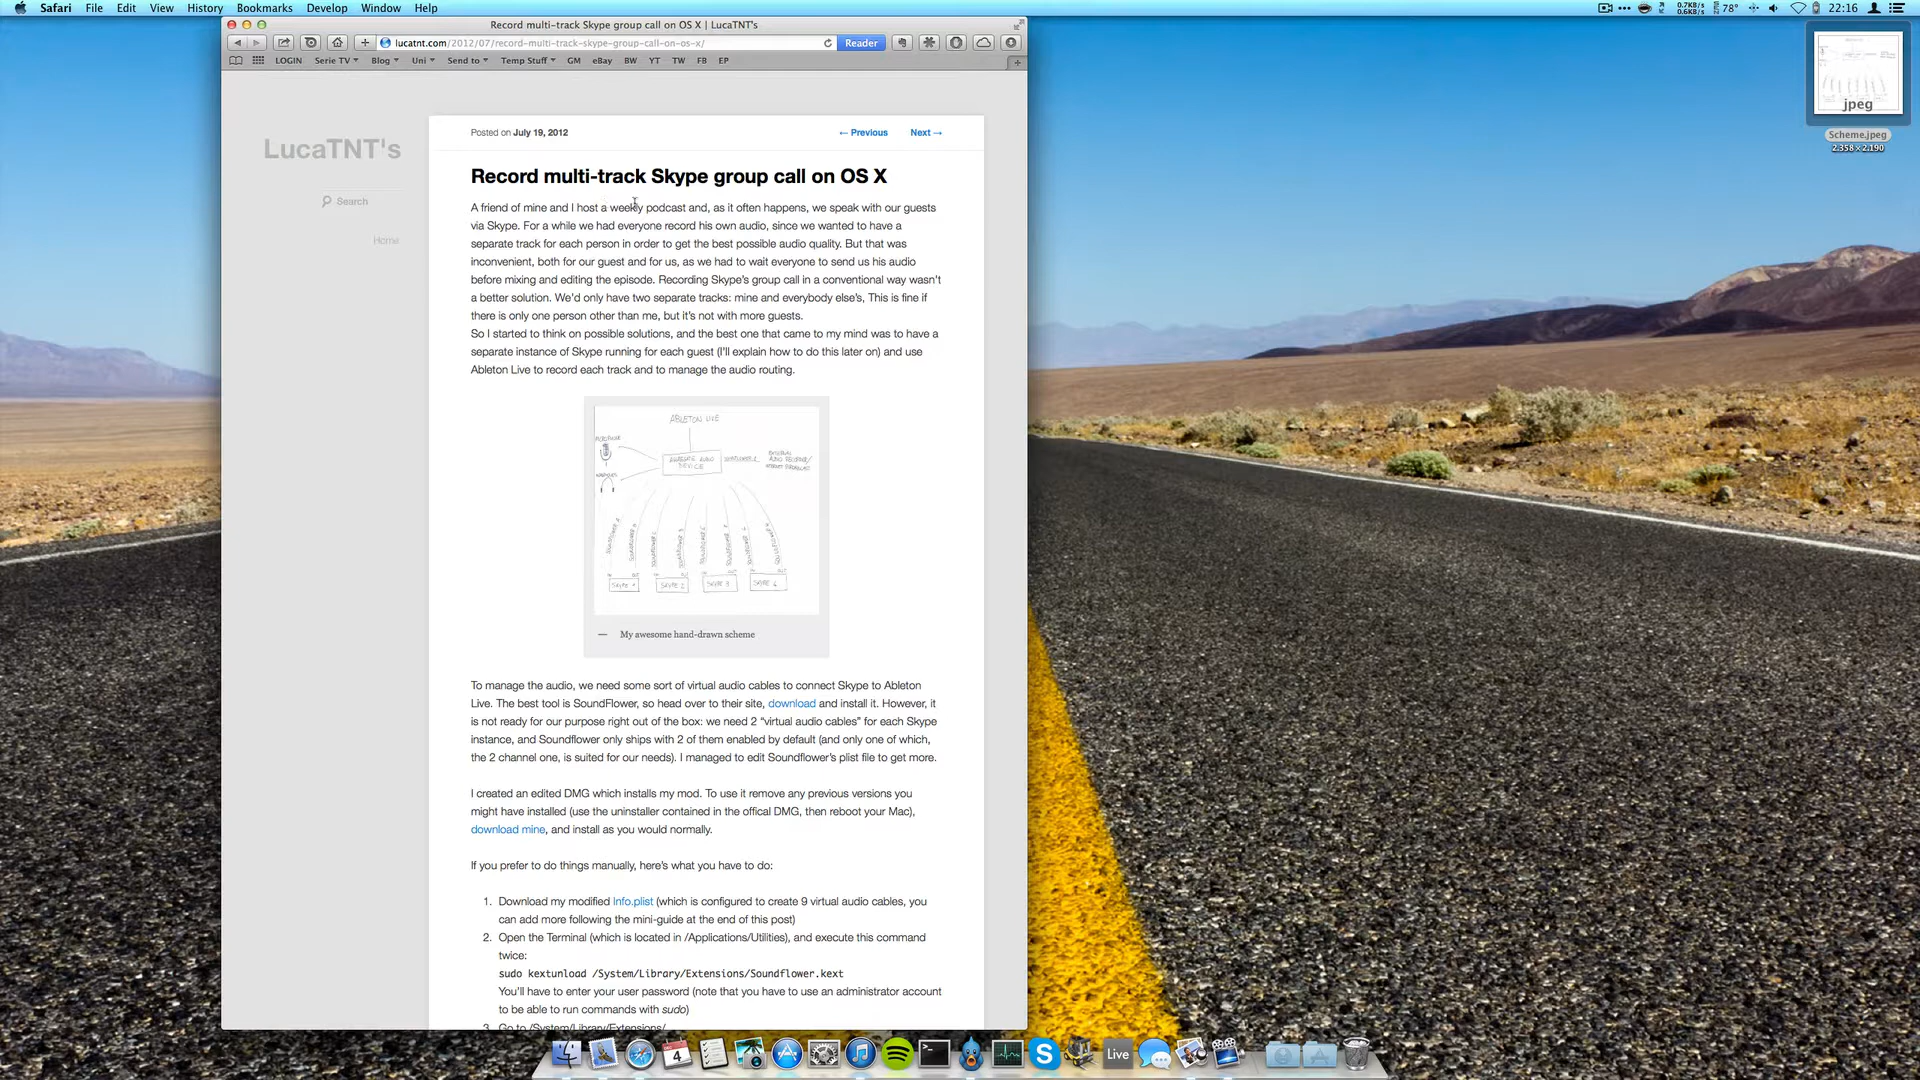 Safari File Edit View History Bookmarks Develop Window Help
0.7KB/s
0.6KB/s
78°
22:16
Record multi-track Skype group call on OS X | LucaTNT's
lucatnt.com/2012/07/record-multi-track-skype-group-call-on-os-x/
Reader
LOGIN Serie TV Blog Uni Send to Temp Stuff GM eBay BW YT TW FB EP
jpeg
Scheme.jpeg
2.358 × 2.190
LucaTNT's
Search
Home
Posted on July 19, 2012
← Previous Next →
Record multi-track Skype group call on OS X
A friend of mine and I host a weekly podcast and, as it often happens, we speak with our guests
via Skype. For a while we had everyone record his own audio, since we wanted to have a
separate track for each person in order to get the best possible audio quality. But that was
inconvenient, both for our guest and for us, as we had to wait everyone to send us his audio
before mixing and editing the episode. Recording Skype's group call in a conventional way wasn't
a better solution. We'd only have two separate tracks: mine and everybody else's, This is fine if
there is only one person other than me, but it's not with more guests.
So I started to think on possible solutions, and the best one that came to my mind was to have a
separate instance of Skype running for each guest (I'll explain how to do this later on) and use
Ableton Live to record each track and to manage the audio routing.
ABLETON LIVE
MICROPHONE
AGGREGATE AUDIO
DEVICE
SKYPE 1 SKYPE 2 SKYPE 3 SKYPE 4
— My awesome hand-drawn scheme
To manage the audio, we need some sort of virtual audio cables to connect Skype to Ableton
Live. The best tool is SoundFlower, so head over to their site, download and install it. However, it
is not ready for our purpose right out of the box: we need 2 "virtual audio cables" for each Skype
instance, and Soundflower only ships with 2 of them enabled by default (and only one of which,
the 2 channel one, is suited for our needs). I managed to edit Soundflower's plist file to get more.
I created an edited DMG which installs my mod. To use it remove any previous versions you
might have installed (use the uninstaller contained in the offical DMG, then reboot your Mac),
download mine, and install as you would normally.
If you prefer to do things manually, here's what you have to do:
1. Download my modified Info.plist (which is configured to create 9 virtual audio cables, you
can add more following the mini-guide at the end of this post)
2. Open the Terminal (which is located in /Applications/Utilities), and execute this command
twice:
sudo kextunload /System/Library/Extensions/Soundflower.kext
You'll have to enter your user password (note that you have to use an administrator account
to be able to run commands with sudo)
3. Go to /System/Library/Extensions/
4
Live